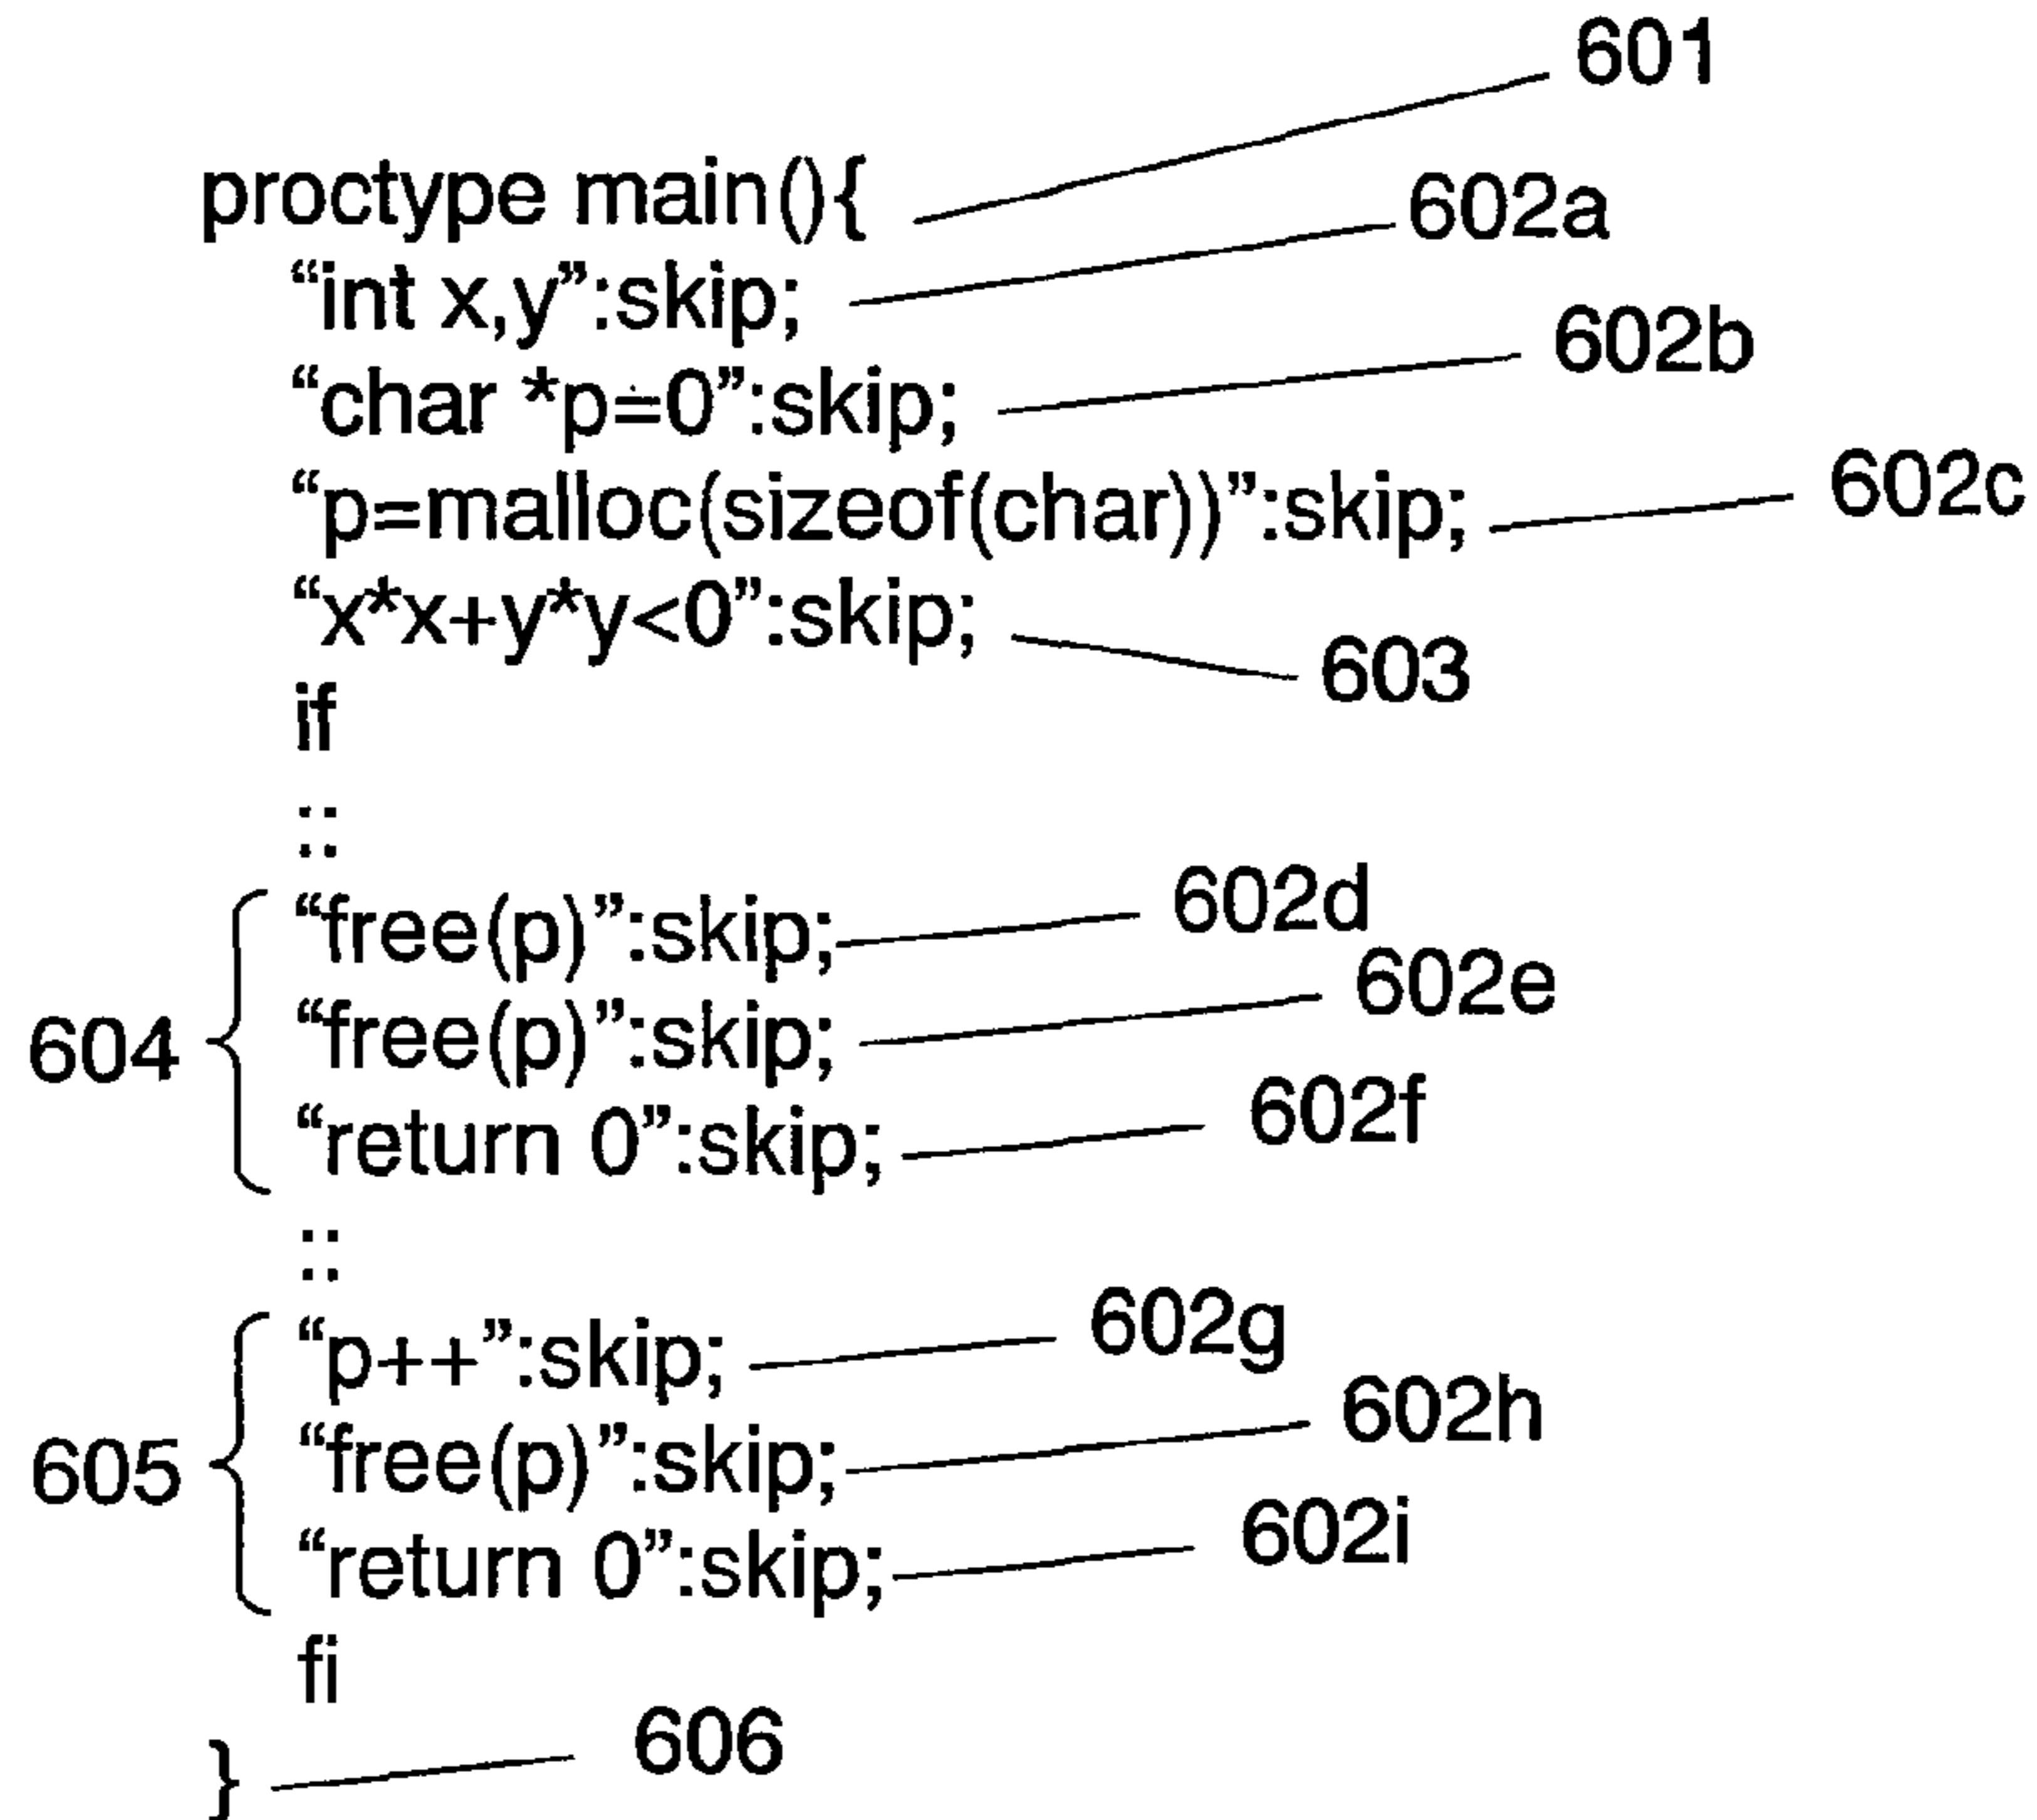 601
proctype main(){
602a
“int x,y”:skip;
602b
“char *p=0”:skip;
602c
“p=malloc(sizeof(char))”:skip;
“x*x+y*y<0”:skip;
603
if
::
602d
“free(p)”:skip;
602e
604
“free(p)”:skip;
602f
“return 0”:skip;
::
602g
“p++”:skip;
602h
605
“free(p)”:skip;
602i
“return 0”:skip;
fi
606
}